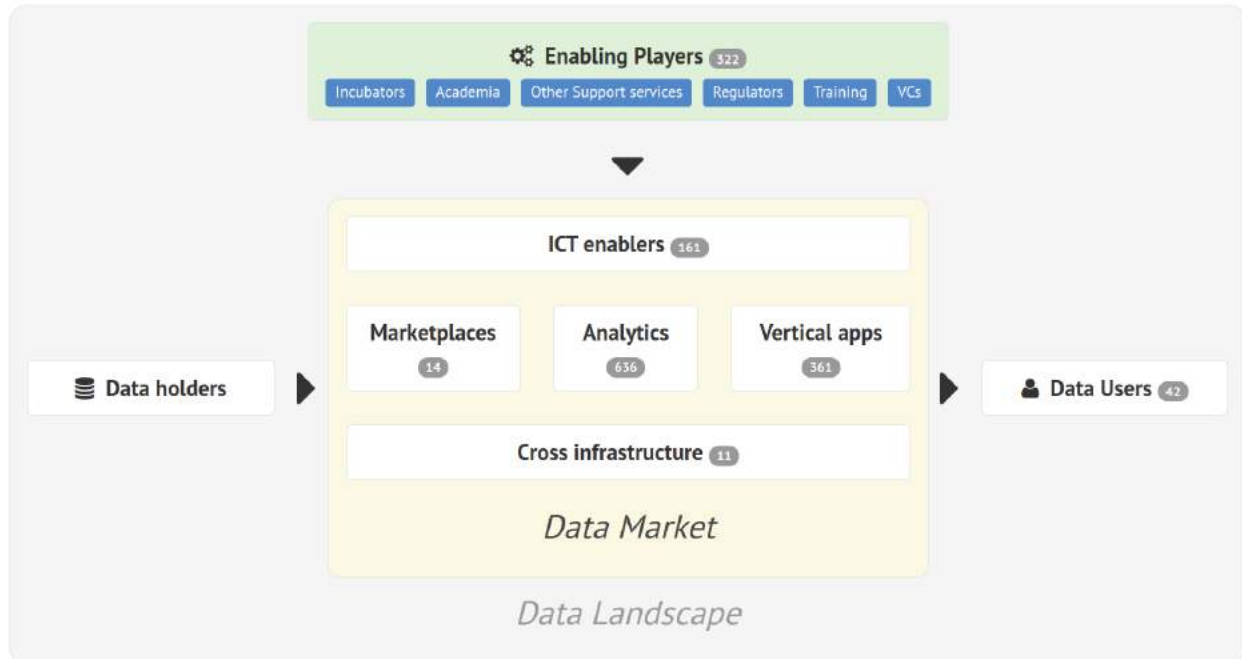 Enabling Players 322
Incubators Academia Other Support services Regulators Training VCs
ICT enablers 161
Marketplaces Analytics Vertical apps
14 636 361
Data holders Data Users 42
Cross infrastructure 11
Data Market
Data Landscape